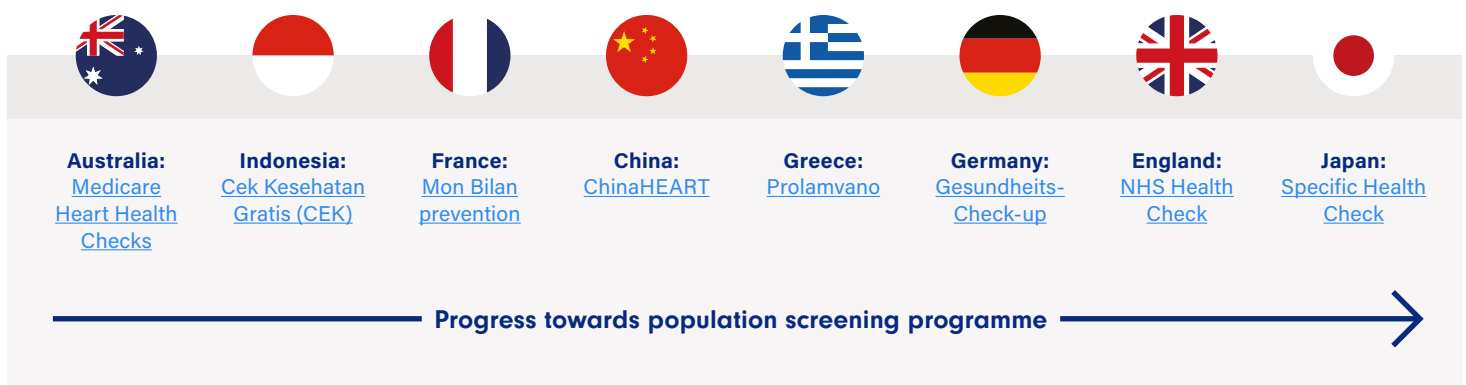 Australia:
Medicare
Heart Health
Checks
Indonesia:
Cek Kesehatan
Gratis (CEK)
France:
Mon Bilan
prevention
China:
ChinaHEART
Greece:
Prolamvano
Germany:
Gesundheits-
Check-up
England:
NHS Health
Check
Japan:
Specific Health
Check
Progress towards population screening programme